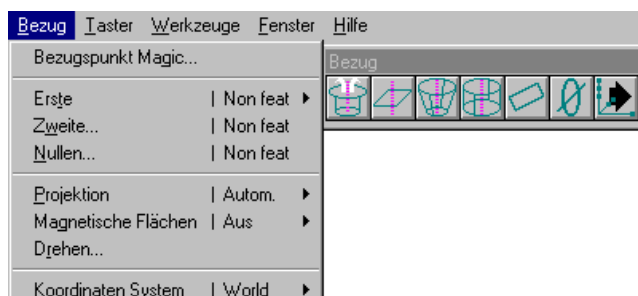 Bezug Taster Werkzeuge Fenster Hilfe
Bezugspunkt Magic...
Bezug
Erste | Non feat
Zweite... | Non feat
Nullen... | Non feat
Projektion | Autom.
Magnetische Flächen | Aus
Drehen...
Koordinaten System | World